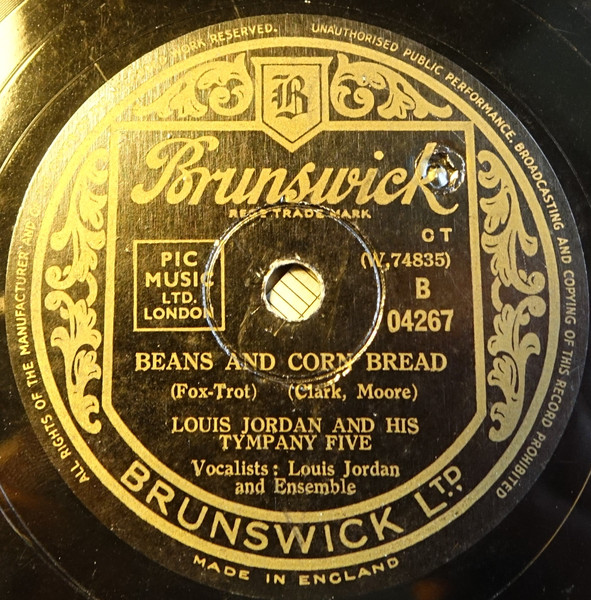 WORK RESERVED. UNAUTHORISED PUBLIC PERFORMANCE, BROADCASTING AND COPYING OF THIS RECORD PROHIBITED
B
Brunswick
REGD TRADE MARK
CT
PIC
MUSIC
LTD.
LONDON
(W,74835)
B
04267
BEANS AND CORN BREAD
(Fox-Trot) (Clark, Moore)
LOUIS JORDAN AND HIS
TYMPANY FIVE
Vocalists: Louis Jordan
and Ensemble
BRUNSWICK LTD.,
MADE IN ENGLAND
ALL RIGHTS OF THE MANUFACTURER AND